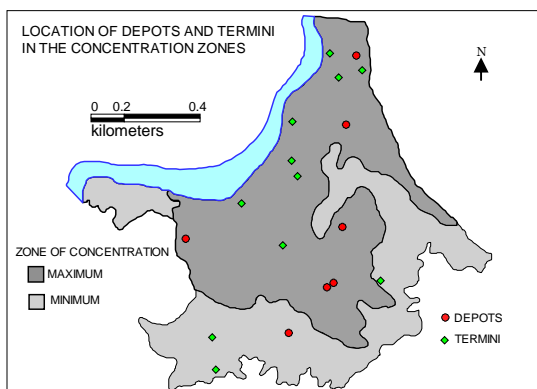 LOCATION OF DEPOTS AND TERMINI
IN THE CONCENTRATION ZONES
N
0 0.2 0.4
kilometers
ZONE OF CONCENTRATION
MAXIMUM
MINIMUM
DEPOTS
TERMINI